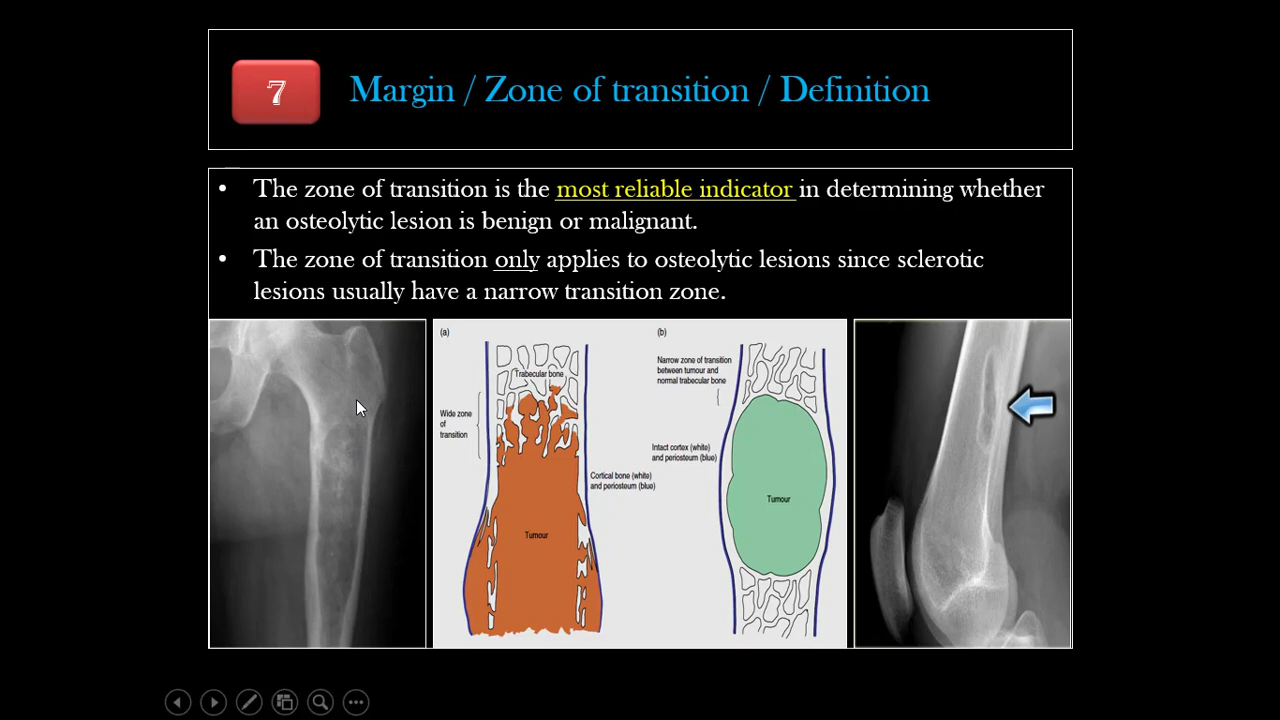 7
Margin / Zone of transition / Definition
• The zone of transition is the most reliable indicator in determining whether
an osteolytic lesion is benign or malignant.
• The zone of transition only applies to osteolytic lesions since sclerotic
lesions usually have a narrow transition zone.
(a)
Trabecular bone
Wide zone
of
transition
Cortical bone (white)
and periosteum (blue)
Tumour
(b)
Narrow zone of transition
between tumour and
normal trabecular bone
Intact cortex (white)
and periosteum (blue)
Tumour